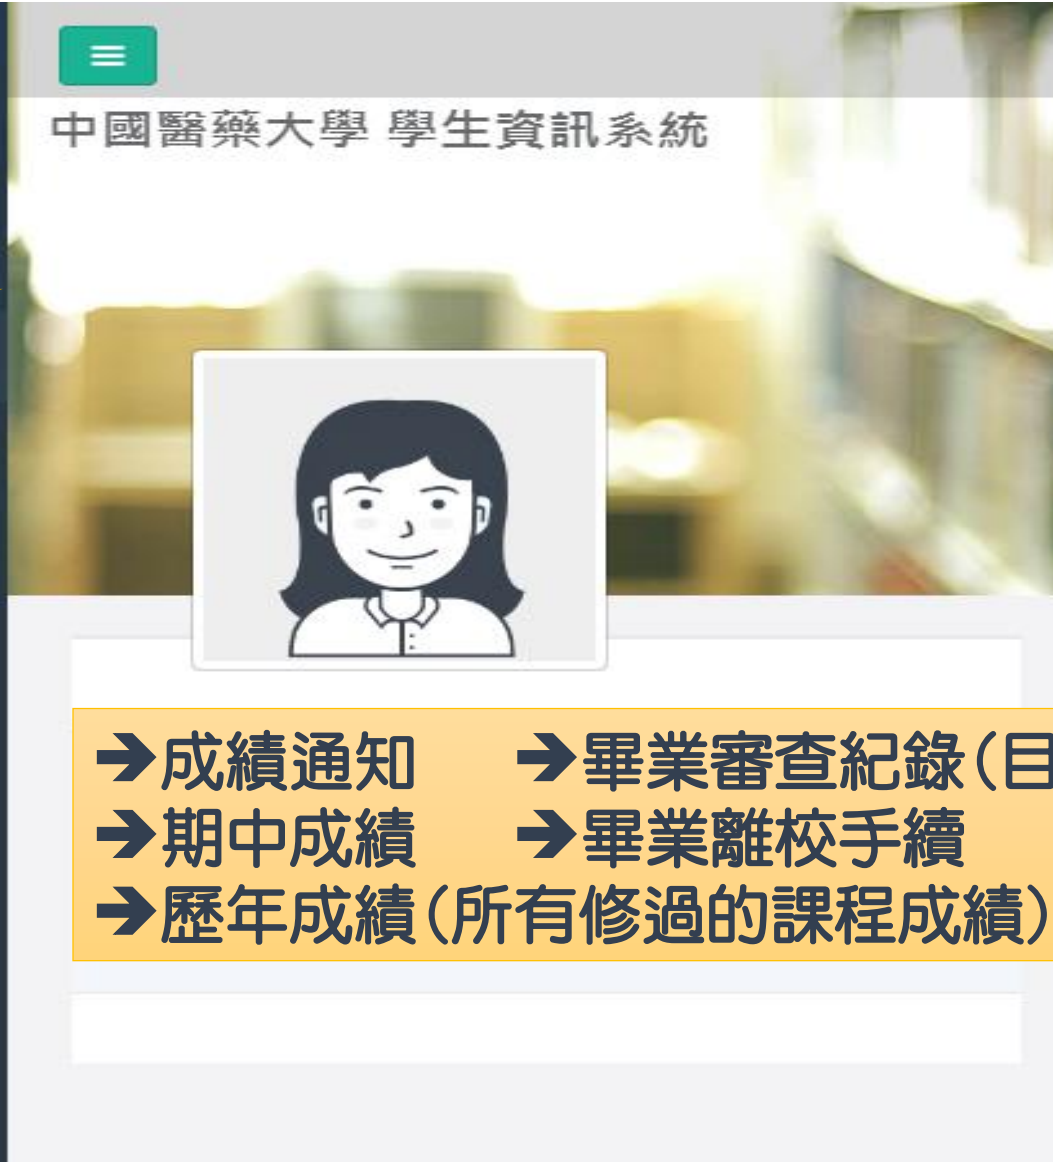 中國醫藥大學 學生資訊系統
➔成績通知 ➔畢業審查紀錄(目
➔期中成績 ➔畢業離校手續
➔歷年成績(所有修過的課程成績)